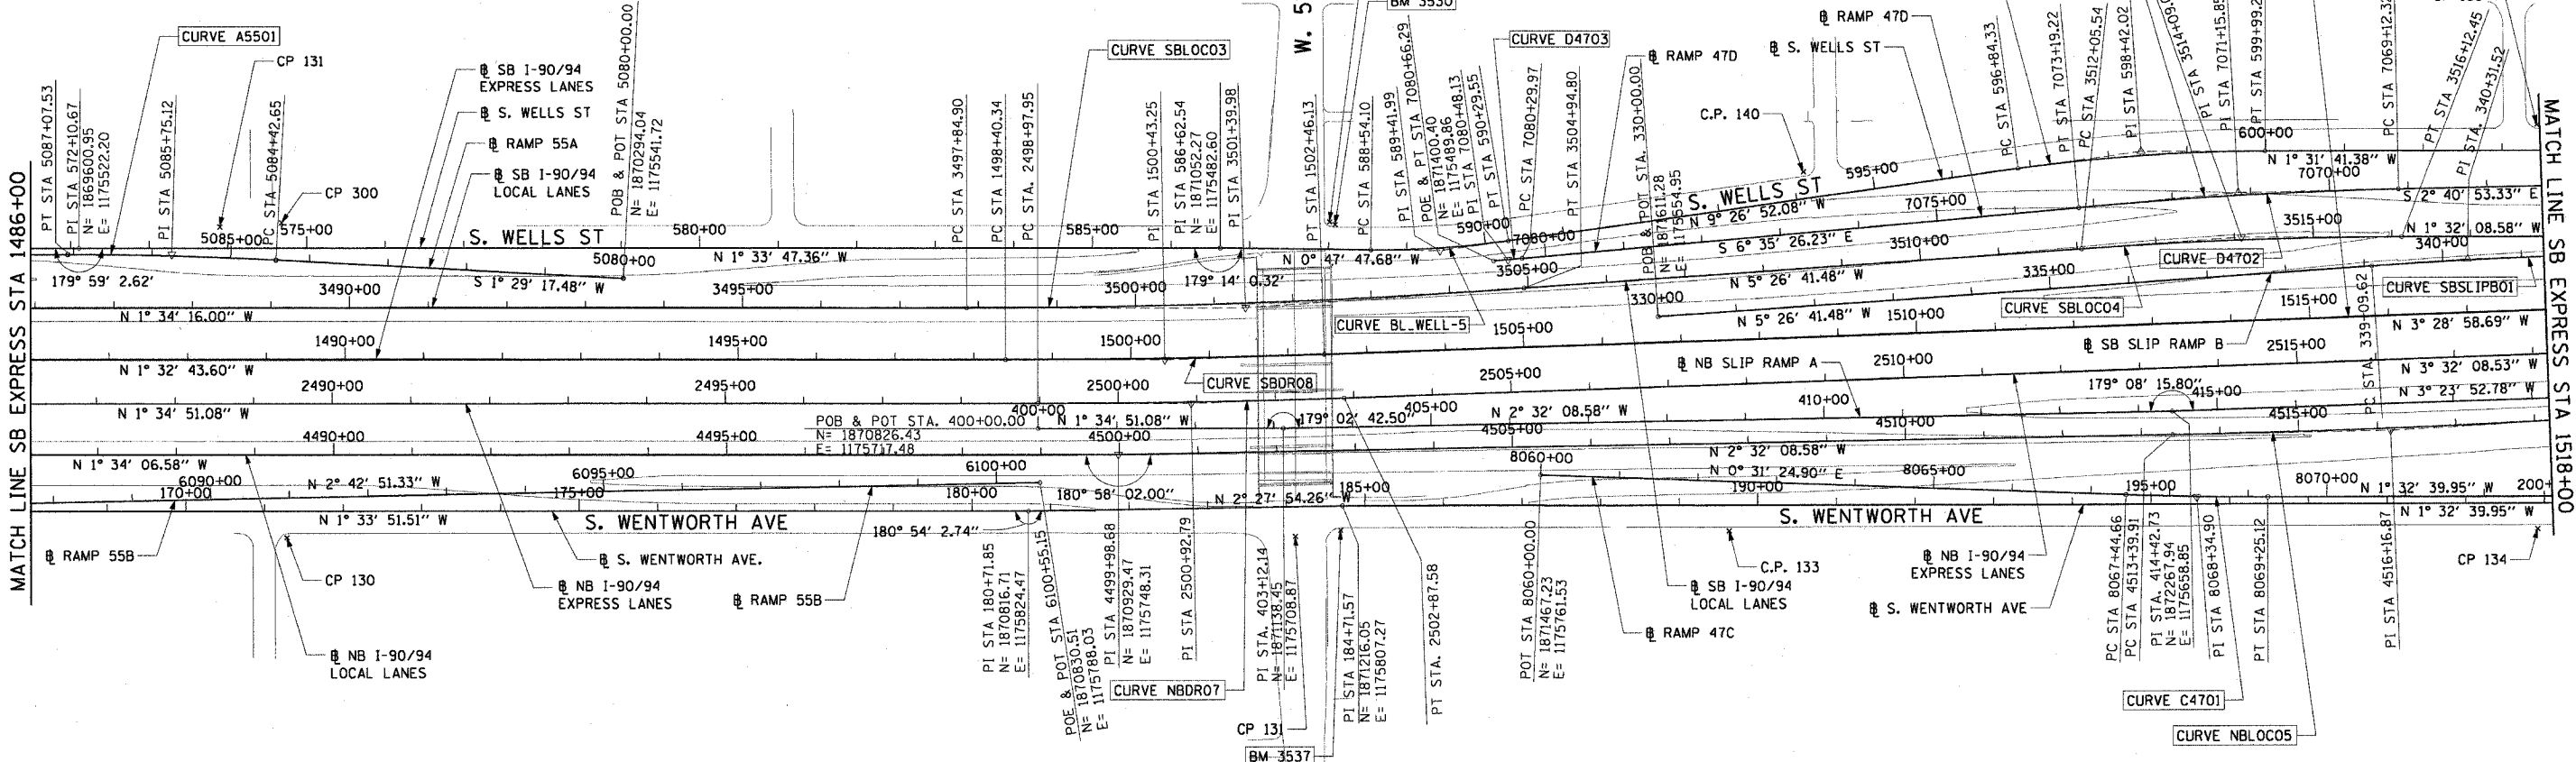 MATCH LINE SB EXPRESS STA 1486+00
PT STA 5087+07.53
PI STA 572+10.67
N= 1869600.95
E= 1175522.20
CURVE A5501
PI STA 5085+75.12
CP 131
PC STA 5084+42.65
CP 300
℄ SB I-90/94
EXPRESS LANES
℄ S. WELLS ST
℄ RAMP 55A
℄ SB I-90/94
LOCAL LANES
POB & POT STA 5080+00.00
N= 1870294.04
E= 1175541.72
CURVE SBLOC03
PC STA 3497+84.90
PC STA 1498+40.34
PC STA. 2498+97.95
PI STA 1500+43.25
PI STA 586+62.54
N= 1871052.27
E= 1175482.60
PI STA 3501+39.98
W. 5
BM 3530
PI STA 1502+46.13
PC STA 588+54.10
PI STA 589+41.99
POE & PT STA 7080+66.29
N= 1871400.40
E= 1175489.86
PI STA 7080+48.13
PT STA 590+29.55
CURVE D4703
PC STA 7080+29.97
PT STA 3504+94.80
℄ RAMP 47D
POB & POT STA. 330+00.00
N= 1871611.28
E= 1175554.95
℄ RAMP 47D
℄ S. WELLS ST
C.P. 140
PC STA 596+84.33
PT STA 7073+19.22
PC STA 3512+05.54
PI STA 598+42.02
PI STA 3514+09.0
PI STA 7071+15.85
PT STA 599+99.2
PC STA 7069+12.32
PT STA 3516+12.45
PI STA. 340+31.52
MATCH LINE SB EXPRESS STA 1518+00
5085+00
575+00
S. WELLS ST
580+00
585+00
590+00
7080+00
S. WELLS ST
595+00
600+00
N 1° 31' 41.38" W
7070+00
179° 59' 2.62'
S 1° 29' 17.48" W
5080+00
N 1° 33' 47.36" W
179° 14' 0.32'
N 0° 47' 47.68" W
N 9° 26' 52.08" W
7075+00
S 2° 40' 53.33" E
3490+00
3495+00
3500+00
3505+00
S 6° 35' 26.23" E
3510+00
3515+00
N 1° 32' 08.58" W
340+00
N 1° 34' 16.00" W
330+00
N 5° 26' 41.48" W
335+00
CURVE D4702
CURVE SBSLIPB01
CURVE BL_WELL-5
N 5° 26' 41.48" W
CURVE SBLOC04
1490+00
1495+00
1500+00
1505+00
1510+00
1515+00
N 3° 28' 58.69" W
N 1° 32' 43.60" W
℄ NB SLIP RAMP A
℄ SB SLIP RAMP B
PC STA. 339+09.62
2490+00
2495+00
2500+00
CURVE SBDR08
2505+00
2510+00
2515+00
N 3° 32' 08.53" W
N 1° 34' 51.08" W
179° 08' 15.80"
N 3° 23' 52.78" W
400+00
POB & POT STA. 400+00.00
N= 1870826.43
E= 1175717.48
N 1° 34' 51.08" W
179° 02' 42.50"
405+00
N 2° 32' 08.58" W
410+00
415+00
4490+00
4495+00
4500+00
4505+00
4510+00
4515+00
N 1° 34' 06.58" W
N 2° 32' 08.58" W
6090+00
N 2° 42' 51.33" W
6095+00
6100+00
8060+00
N 0° 31' 24.90" E
8065+00
8070+00
N 1° 32' 39.95" W
170+00
175+00
180+00
180° 58' 02.00"
N 2° 27' 54.26" W
185+00
190+00
195+00
200+
N 1° 33' 51.51" W
S. WENTWORTH AVE
180° 54' 2.74"
S. WENTWORTH AVE
N 1° 32' 39.95" W
℄ RAMP 55B
CP 130
℄ NB I-90/94
LOCAL LANES
℄ S. WENTWORTH AVE.
℄ NB I-90/94
EXPRESS LANES
℄ RAMP 55B
PI STA 180+71.85
N= 1870816.71
E= 1175824.47
POE & POT STA 6100+55.15
N= 1870830.51
E= 1175788.03
PI STA 4499+98.68
N= 1870929.47
E= 1175748.31
PI STA 2500+92.79
CURVE NBDR07
PI STA. 403+12.14
N= 1871138.45
E= 1175708.87
CP 131
BM 3537
PI STA 184+71.57
N= 1871216.05
E= 1175807.27
PT STA. 2502+87.58
POT STA 8060+00.00
N= 1871467.23
E= 1175761.53
℄ RAMP 47C
℄ SB I-90/94
LOCAL LANES
C.P. 133
℄ NB I-90/94
EXPRESS LANES
℄ S. WENTWORTH AVE
PC STA 8067+44.66
PC STA 4513+39.91
PI STA. 414+42.73
N= 1872267.94
E= 1175658.85
PI STA 8068+34.90
PT STA 8069+25.12
PI STA 4516+16.87
CP 134
CURVE C4701
CURVE NBLOC05